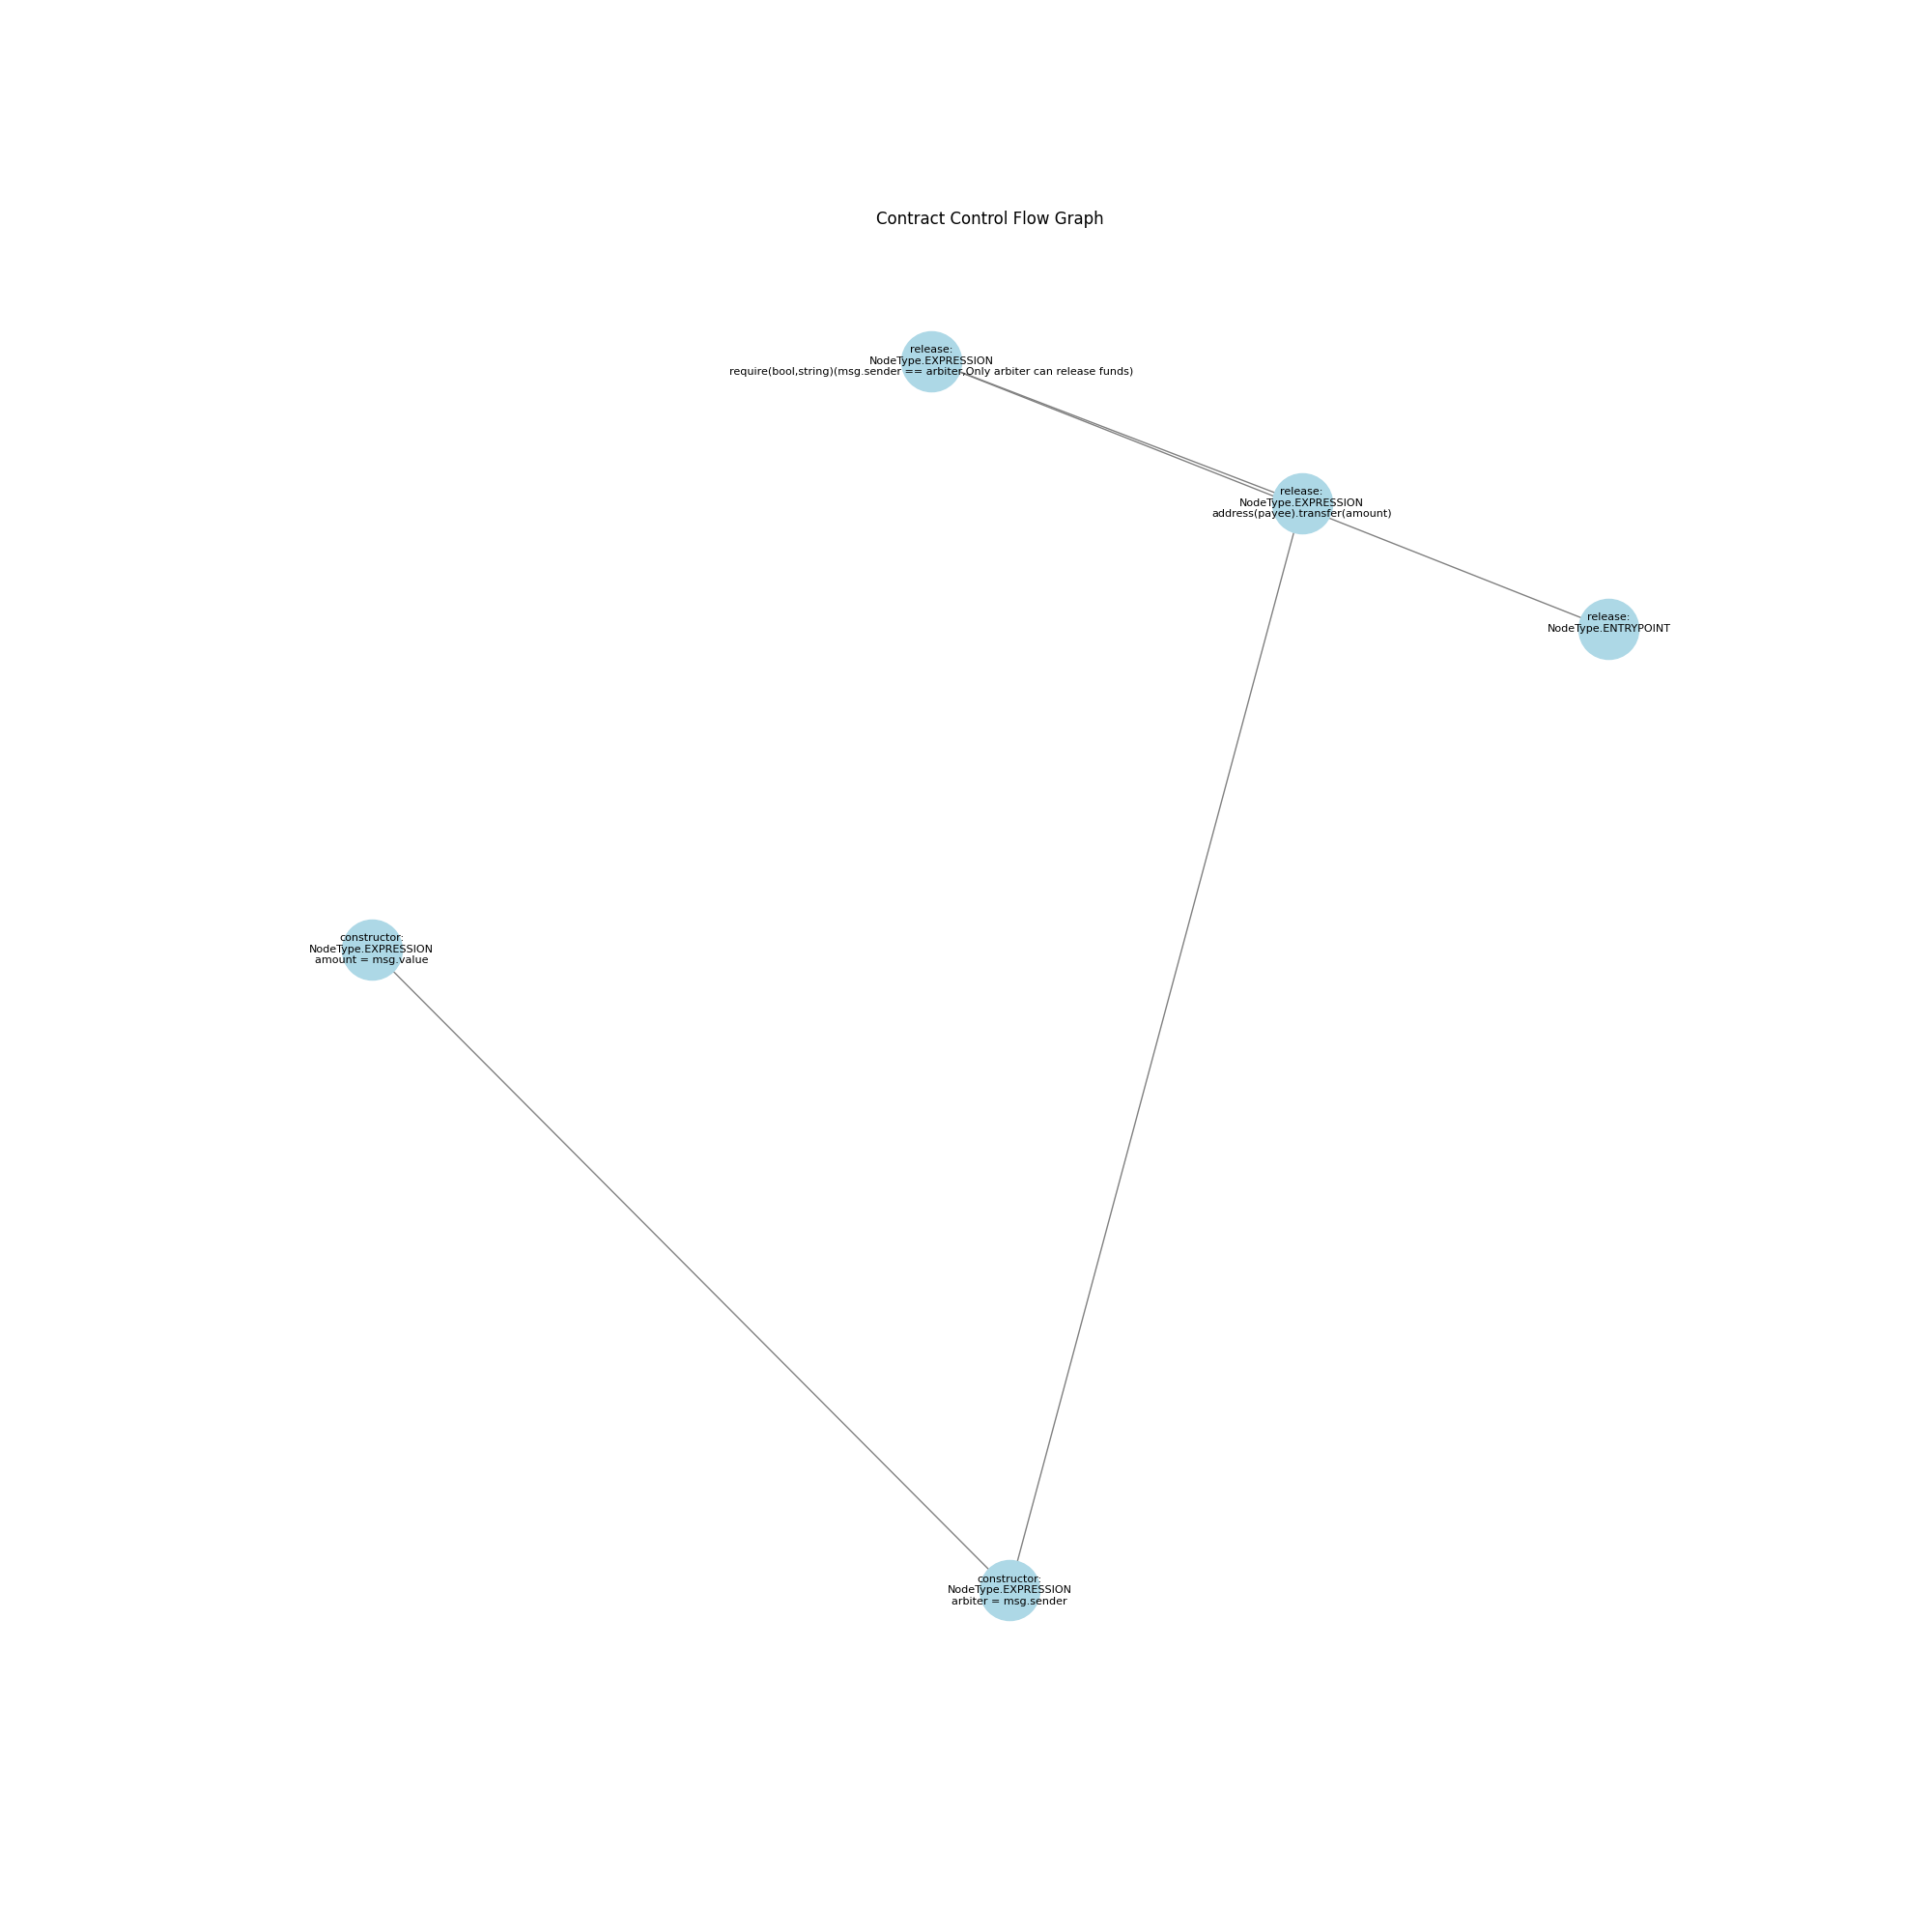 Contract Control Flow Graph
release:
NodeType.EXPRESSION
require(bool,string)(msg.sender == arbiter,Only arbiter can release funds)
release:
NodeType.EXPRESSION
address(payee).transfer(amount)
release:
NodeType.ENTRYPOINT
constructor:
NodeType.EXPRESSION
amount = msg.value
constructor:
NodeType.EXPRESSION
arbiter = msg.sender